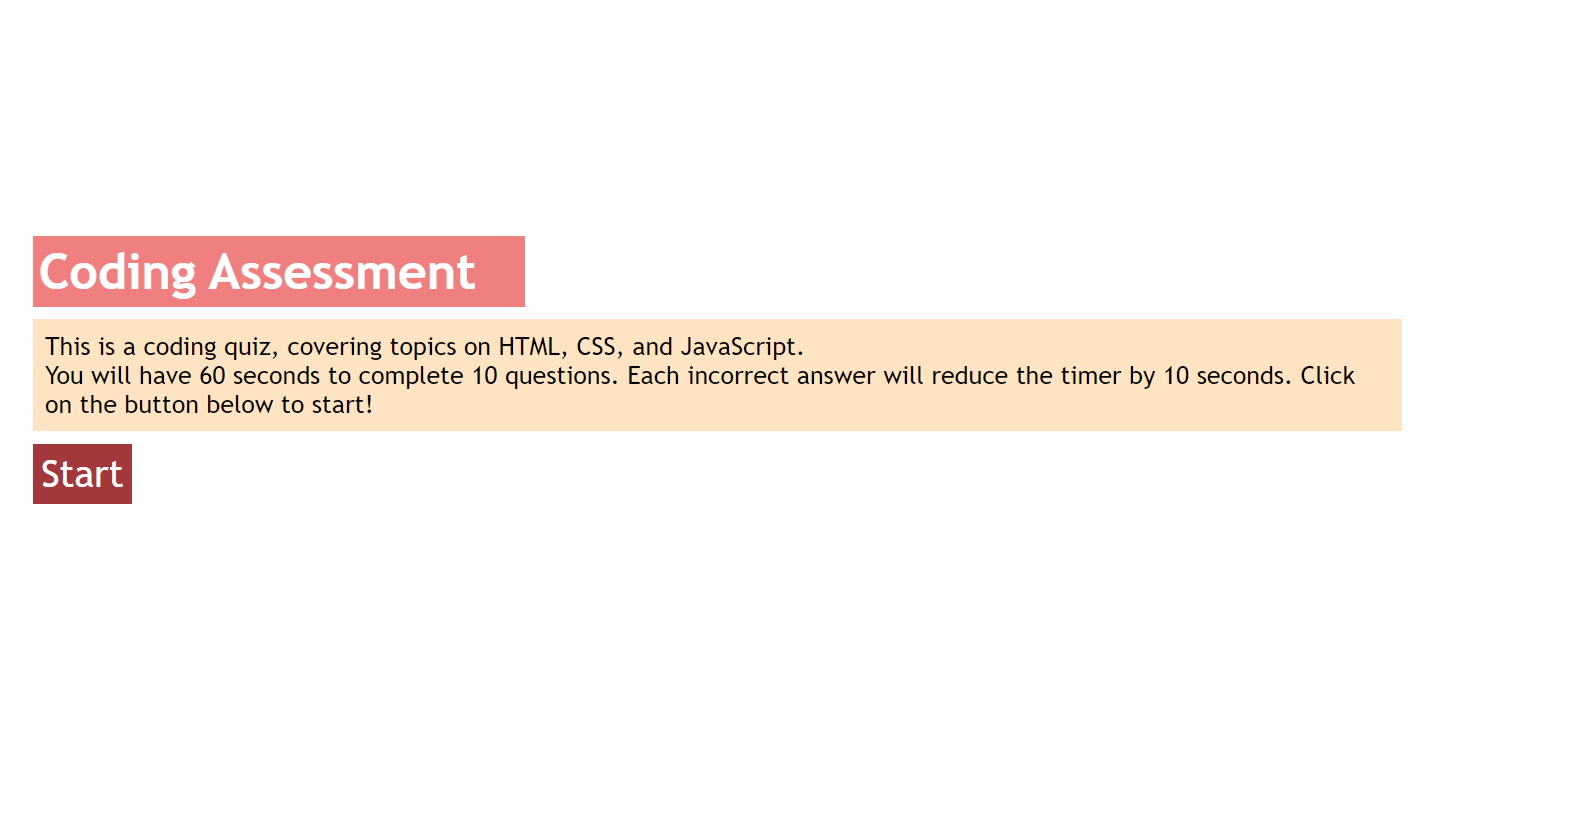 Coding Assessment
This is a coding quiz, covering topics on HTML, CSS, and JavaScript.
You will have 60 seconds to complete 10 questions. Each incorrect answer will reduce the timer by 10 seconds. Click
on the button below to start!
Start